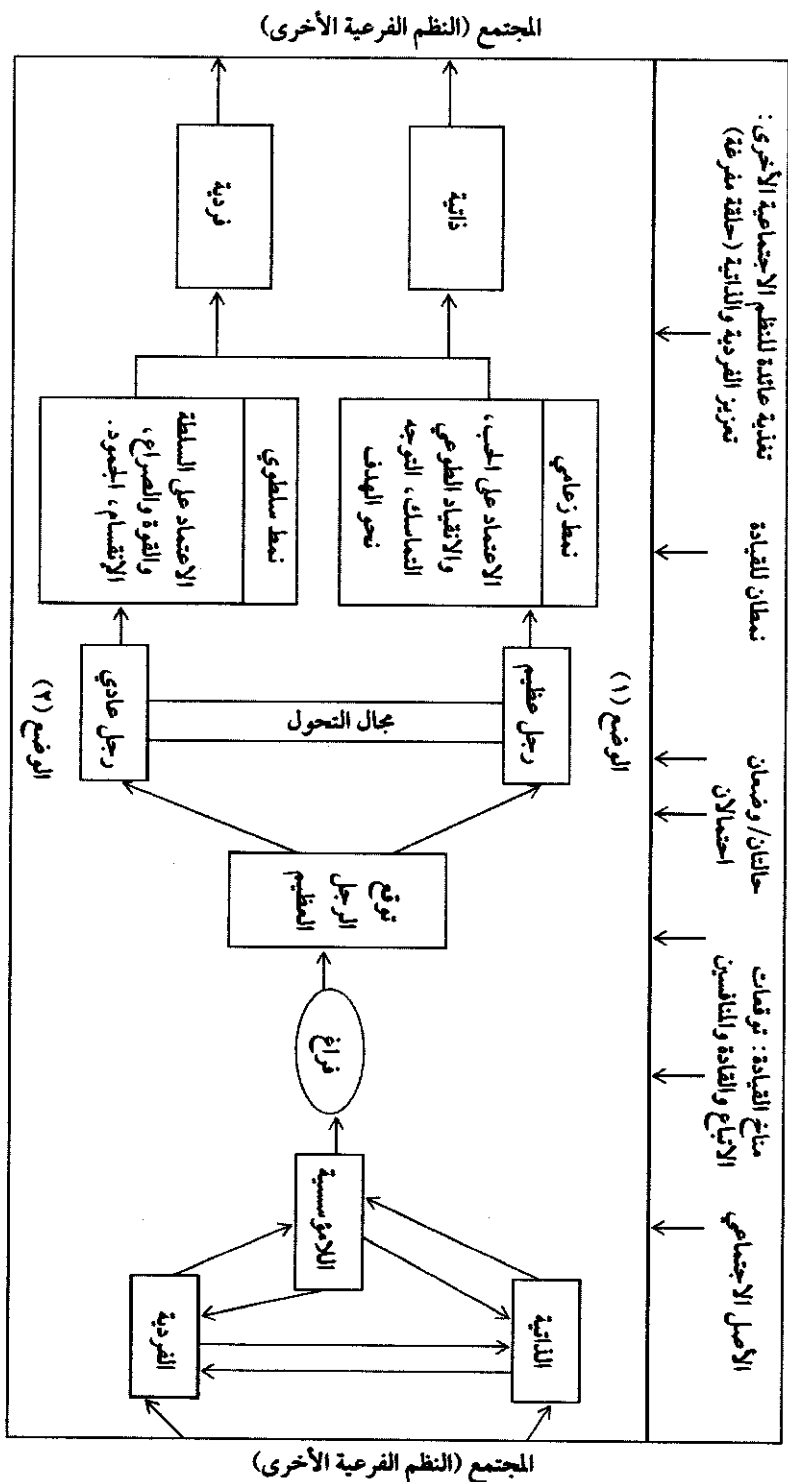 المجتمع (النظم الفرعية الأخرى)
الأصل الاجتماعي
مناخ القيادة: توقعات
الاتباع والقادة والمنافسين
حالتان/ وضعان
احتمالان
نمطان للقيادة
تغذية عائدة للنظم الاجتماعية الأخرى:
تعزيز الفردية والذاتية (حلقة مفرغة)
الذاتية
الفردية
اللامؤسسية
فراغ
توقع
الرجل
العظيم
الوضع (١)
رجل عظيم
مجال التحول
رجل عادي
الوضع (٢)
نمط زعامي
الاعتماد على الحب،
والانقياد الطوعي
التماسك، التوجه
نحو الهدف
نمط سلطوي
الاعتماد على السلطة
والقوة والصراع،
الإنقسام، الجمود.
ذاتية
فردية
المجتمع (النظم الفرعية الأخرى)